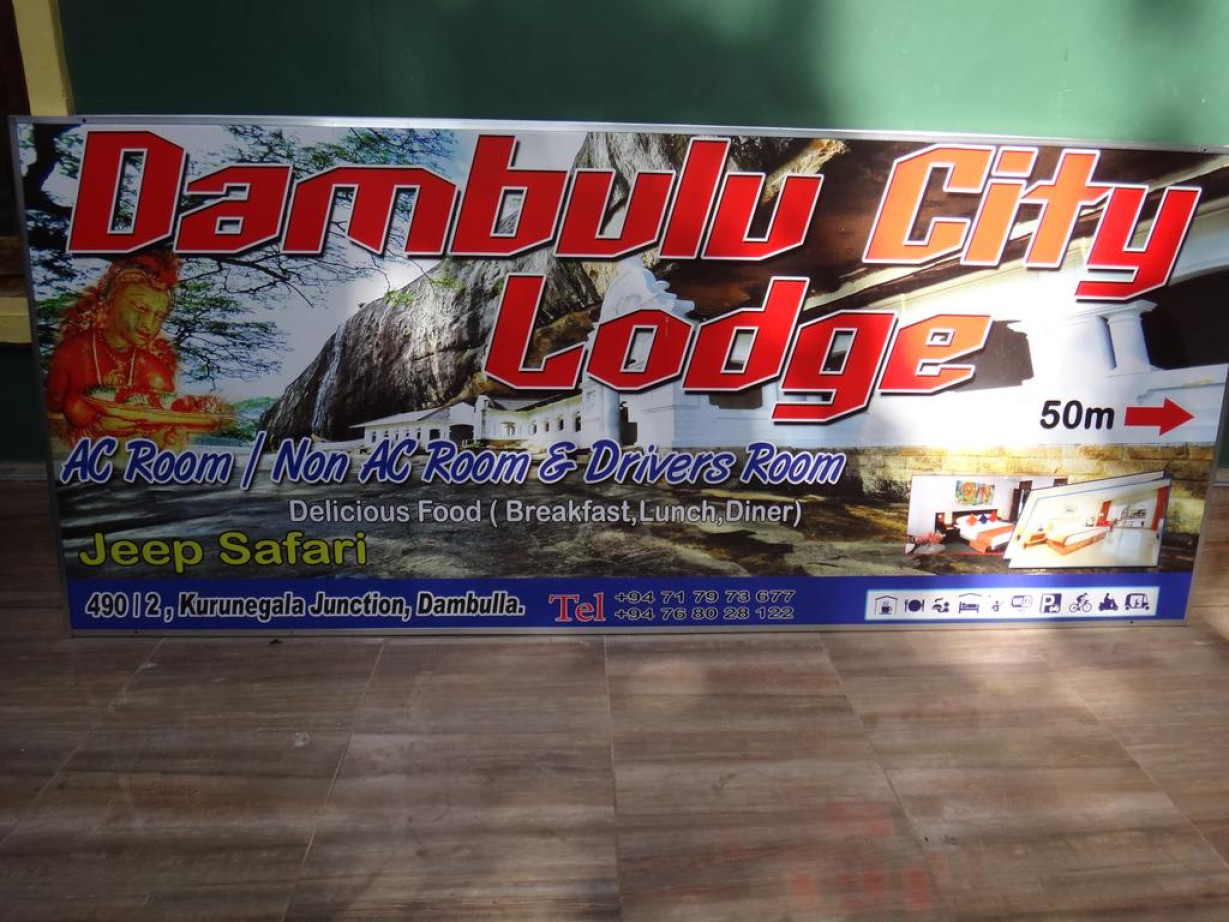 Dambulu City
Lodge
50m
AC Room / Non AC Room & Drivers Room
Delicious Food ( Breakfast,Lunch,Diner)
Jeep Safari
490 | 2 , Kurunegala Junction, Dambulla.
Tel +94 71 79 73 677
+94 76 80 28 122